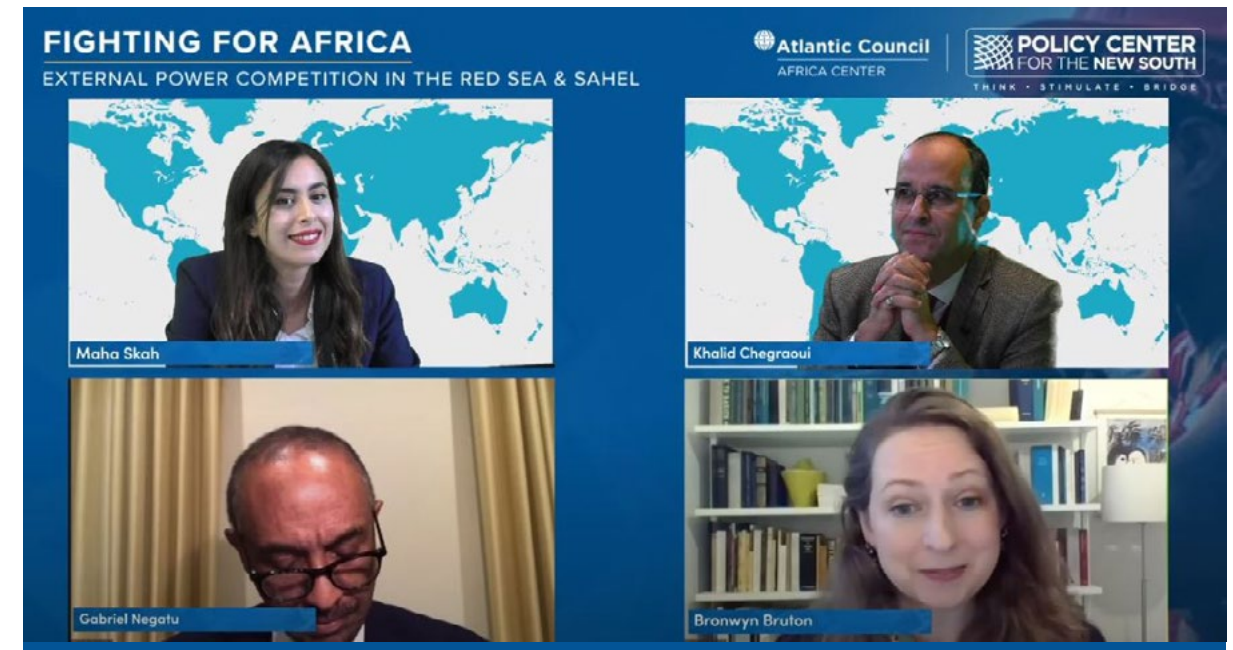 FIGHTING FOR AFRICA
EXTERNAL POWER COMPETITION IN THE RED SEA & SAHEL
Atlantic Council
AFRICA CENTER
POLICY CENTER
FOR THE NEW SOUTH
THINK • STIMULATE • BRIDGE
Maha Skah
Khalid Chegraoui
Gabriel Negatu
Bronwyn Bruton